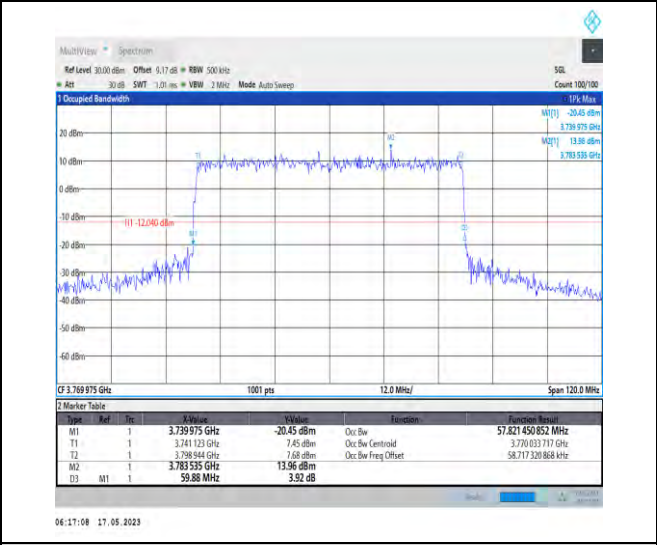 MultiView Spectrum
Ref Level 30.00 dBm Offset 9.17 dB RBW 500 kHz SGL
Att 30 dB SWT 1.01 ms VBW 2 MHz Mode Auto Sweep Count 100/100
1 Occupied Bandwidth 1Pk Max
M1[1] -20.45 dBm
3.739 975 GHz
M2[1] 13.96 dBm
3.783 535 GHz
20 dBm
M2
10 dBm
T1
T2
0 dBm
-10 dBm
H1 -12.040 dBm
M1
D3
-20 dBm
-30 dBm
-40 dBm
-50 dBm
-60 dBm
CF 3.769 975 GHz 1001 pts 12.0 MHz/ Span 120.0 MHz
2 Marker Table
Type Ref Trc X-Value Y-Value Function Function Result
M1 1 3.739 975 GHz -20.45 dBm Occ Bw 57.821 450 852 MHz
T1 1 3.741 123 GHz 7.45 dBm Occ Bw Centroid 3.770 033 717 GHz
T2 1 3.798 944 GHz 7.68 dBm Occ Bw Freq Offset 58.717 320 868 kHz
M2 1 3.783 535 GHz 13.96 dBm
D3 M1 1 59.88 MHz 3.92 dB
06:17:08 17.05.2023